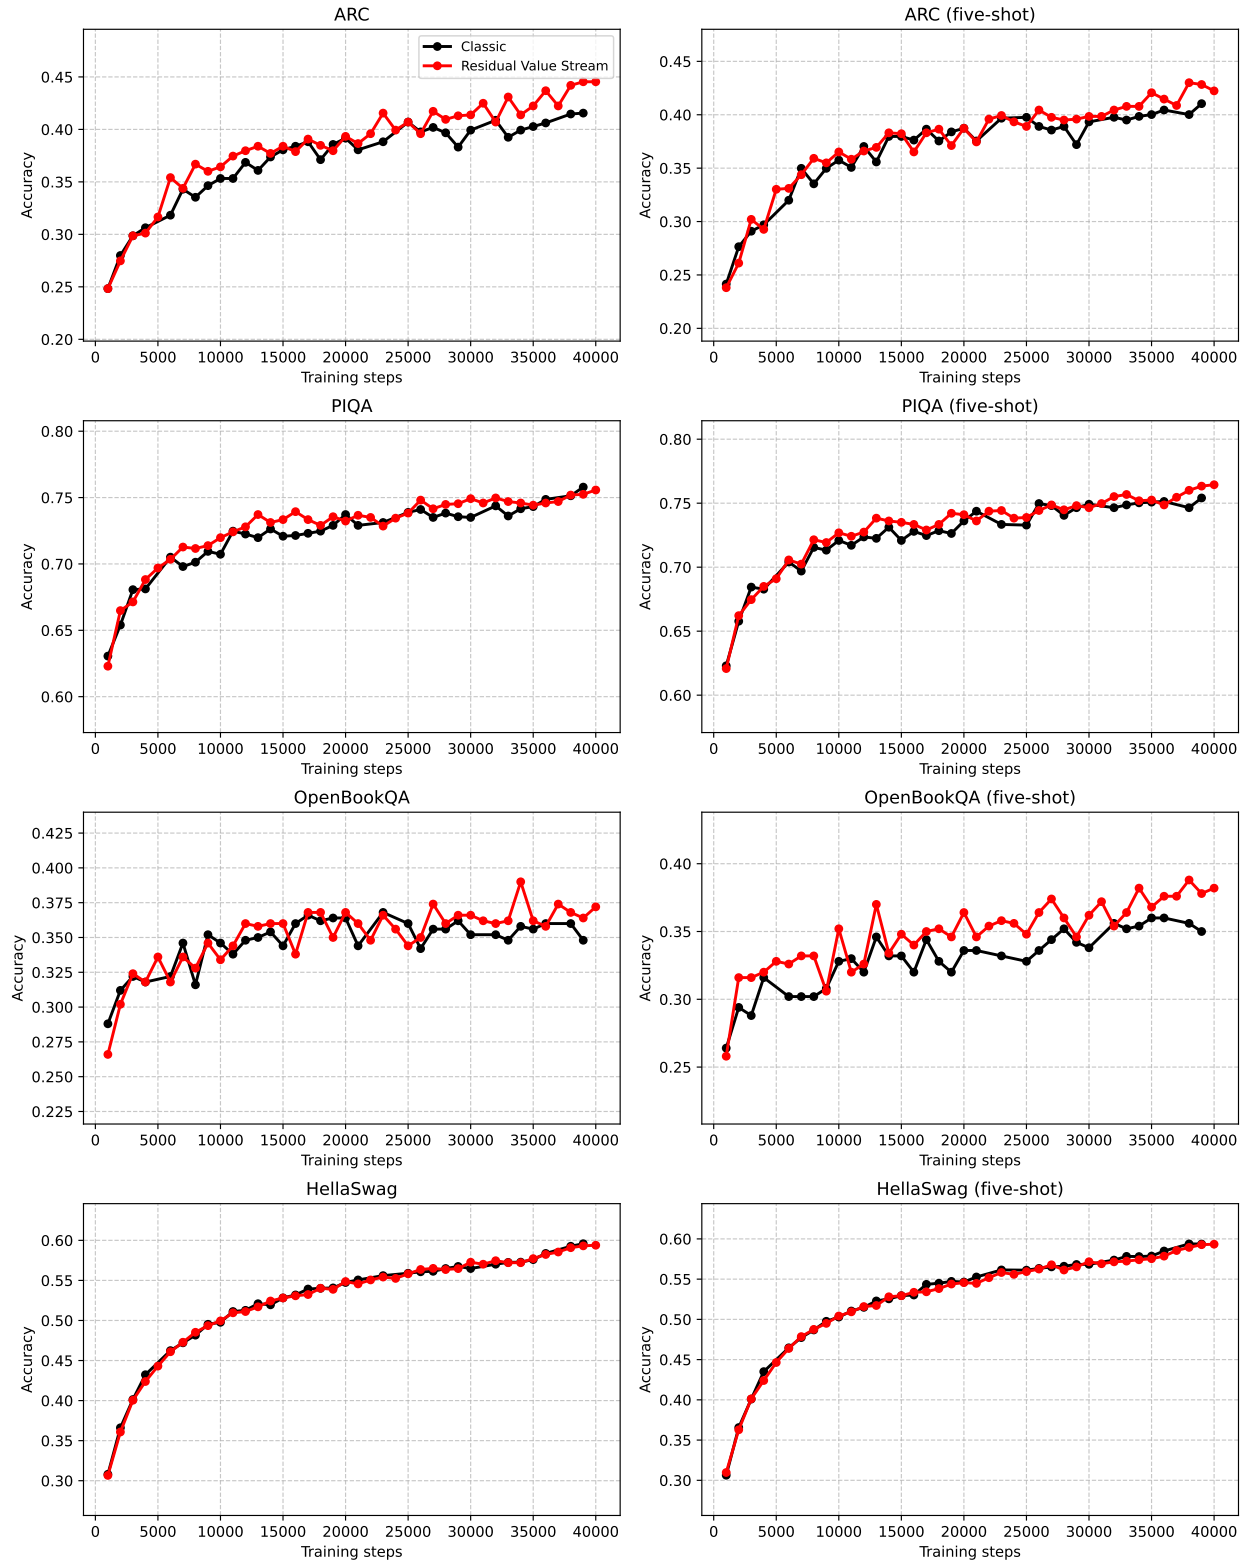 ARC
Classic
Residual Value Stream
Accuracy
0.45
0.40
0.35
0.30
0.25
0.20
0 5000 10000 15000 20000 25000 30000 35000 40000
Training steps
ARC (five-shot)
Accuracy
0.45
0.40
0.35
0.30
0.25
0.20
0 5000 10000 15000 20000 25000 30000 35000 40000
Training steps
PIQA
Accuracy
0.80
0.75
0.70
0.65
0.60
0 5000 10000 15000 20000 25000 30000 35000 40000
Training steps
PIQA (five-shot)
Accuracy
0.80
0.75
0.70
0.65
0.60
0 5000 10000 15000 20000 25000 30000 35000 40000
Training steps
OpenBookQA
Accuracy
0.425
0.400
0.375
0.350
0.325
0.300
0.275
0.250
0.225
0 5000 10000 15000 20000 25000 30000 35000 40000
Training steps
OpenBookQA (five-shot)
Accuracy
0.40
0.35
0.30
0.25
0 5000 10000 15000 20000 25000 30000 35000 40000
Training steps
HellaSwag
Accuracy
0.60
0.55
0.50
0.45
0.40
0.35
0.30
0 5000 10000 15000 20000 25000 30000 35000 40000
Training steps
HellaSwag (five-shot)
Accuracy
0.60
0.55
0.50
0.45
0.40
0.35
0.30
0 5000 10000 15000 20000 25000 30000 35000 40000
Training steps